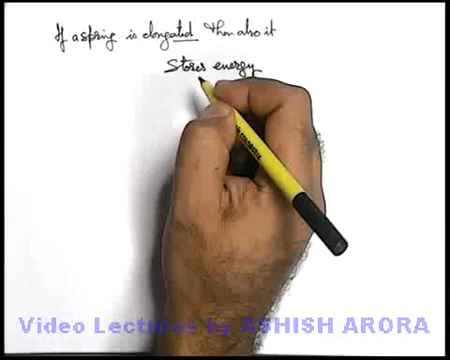 If a spring is elongated then also it
Stores energy
Video Lectures by ASHISH ARORA